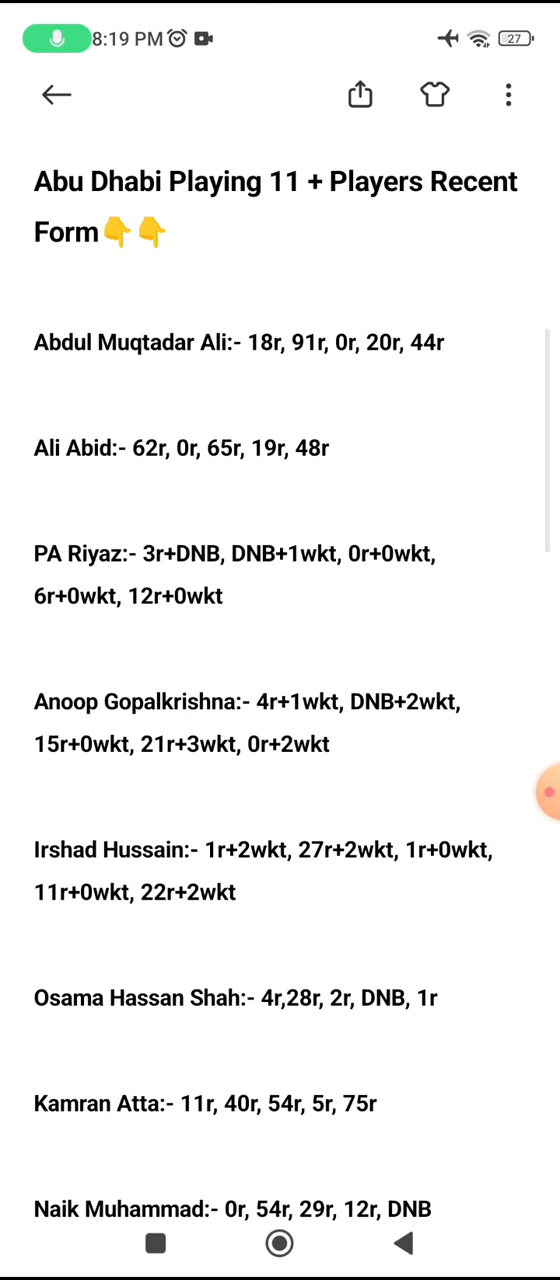 8:19 PM
27
Abu Dhabi Playing 11 + Players Recent
Form👇👇
Abdul Muqtadar Ali:- 18r, 91r, 0r, 20r, 44r
Ali Abid:- 62r, 0r, 65r, 19r, 48r
PA Riyaz:- 3r+DNB, DNB+1wkt, 0r+0wkt,
6r+0wkt, 12r+0wkt
Anoop Gopalkrishna:- 4r+1wkt, DNB+2wkt,
15r+0wkt, 21r+3wkt, 0r+2wkt
Irshad Hussain:- 1r+2wkt, 27r+2wkt, 1r+0wkt,
11r+0wkt, 22r+2wkt
Osama Hassan Shah:- 4r,28r, 2r, DNB, 1r
Kamran Atta:- 11r, 40r, 54r, 5r, 75r
Naik Muhammad:- 0r, 54r, 29r, 12r, DNB